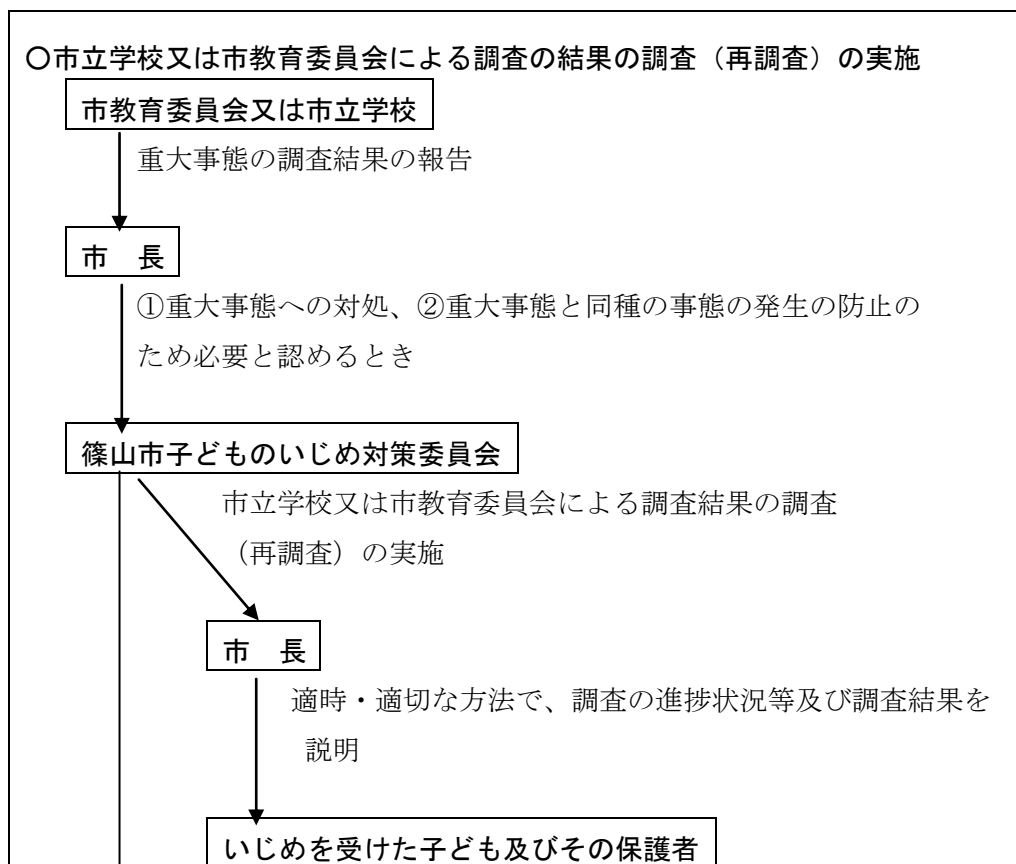 〇市立学校又は市教育委員会による調査の結果の調査（再調査）の実施
市教育委員会又は市立学校
重大事態の調査結果の報告
市　長
①重大事態への対処、②重大事態と同種の事態の発生の防止の
ため必要と認めるとき
篠山市子どものいじめ対策委員会
市立学校又は市教育委員会による調査結果の調査
（再調査）の実施
市　長
適時・適切な方法で、調査の進捗状況等及び調査結果を
説明
いじめを受けた子ども及びその保護者